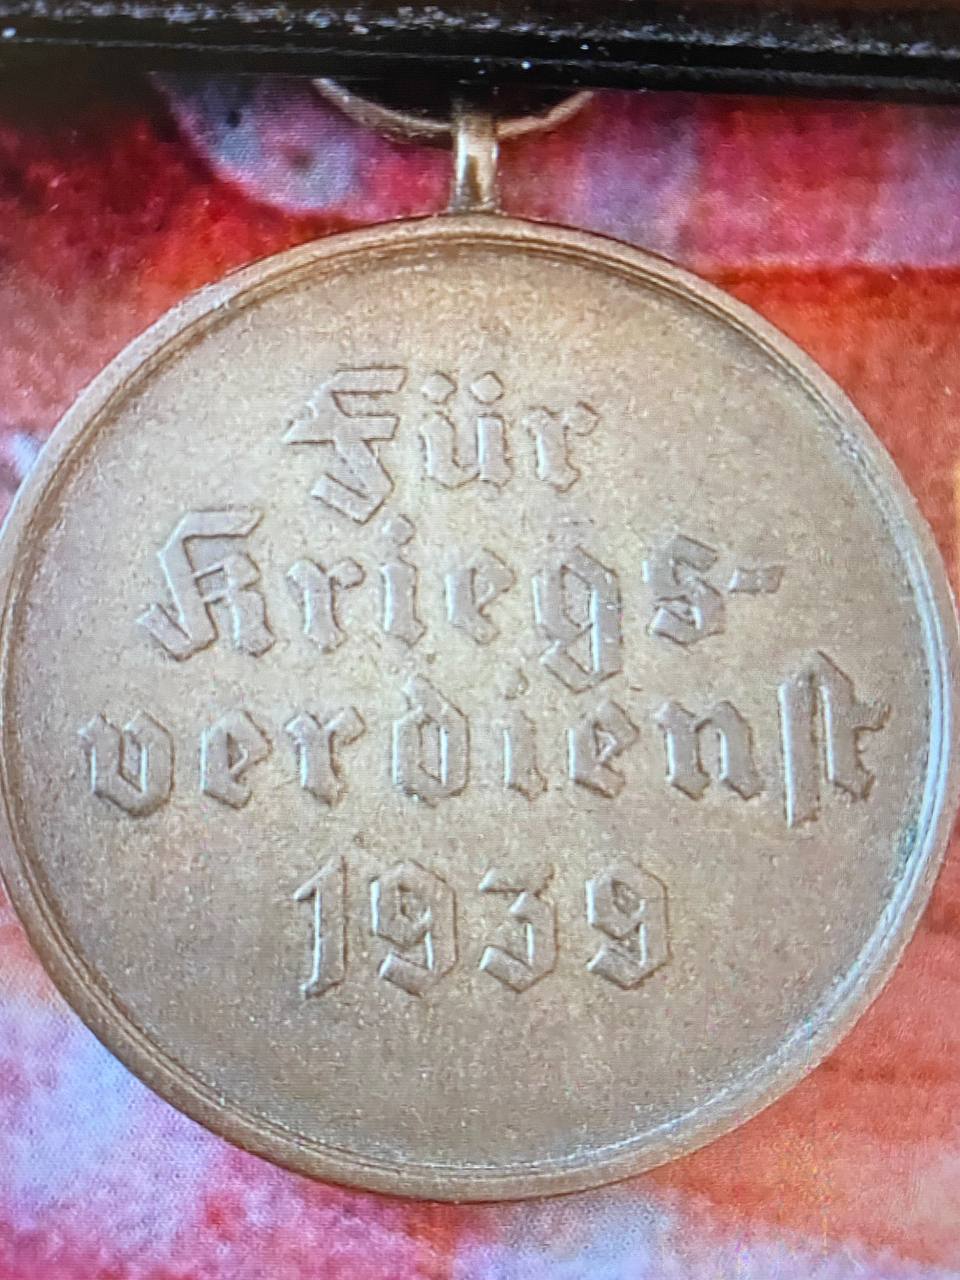 Für
Kriegs-
verdienst
1939